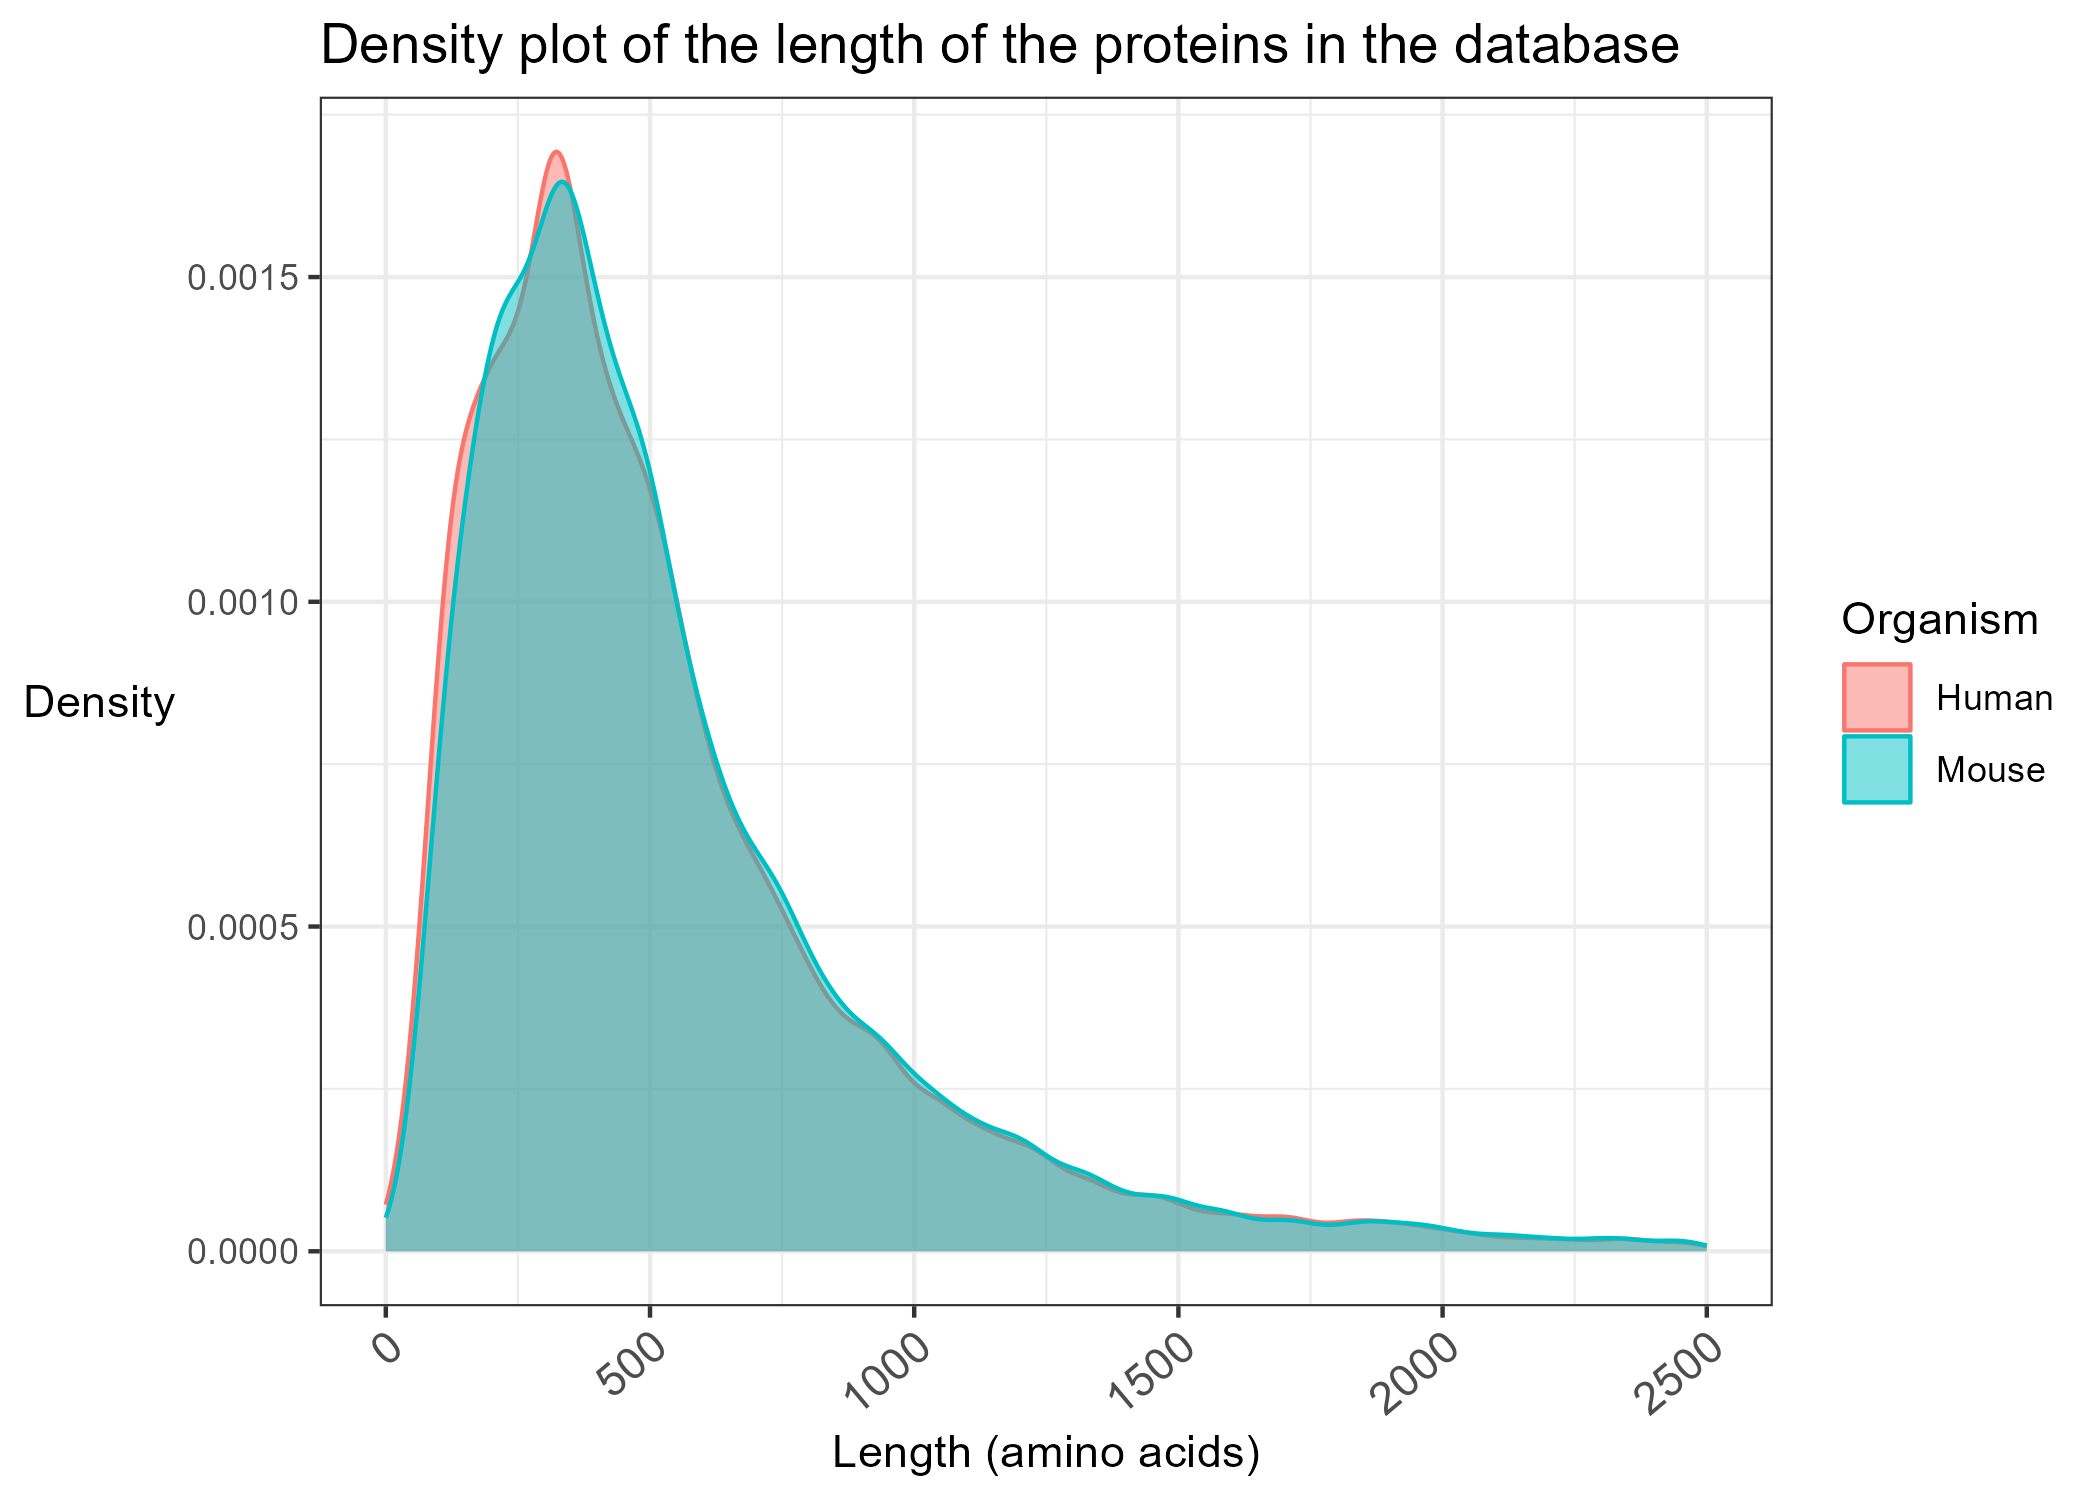 Density plot of the length of the proteins in the database
0.0015
0.0010
0.0005
0.0000
Density
0
500
1000
1500
2000
2500
Length (amino acids)
Organism
Human
Mouse